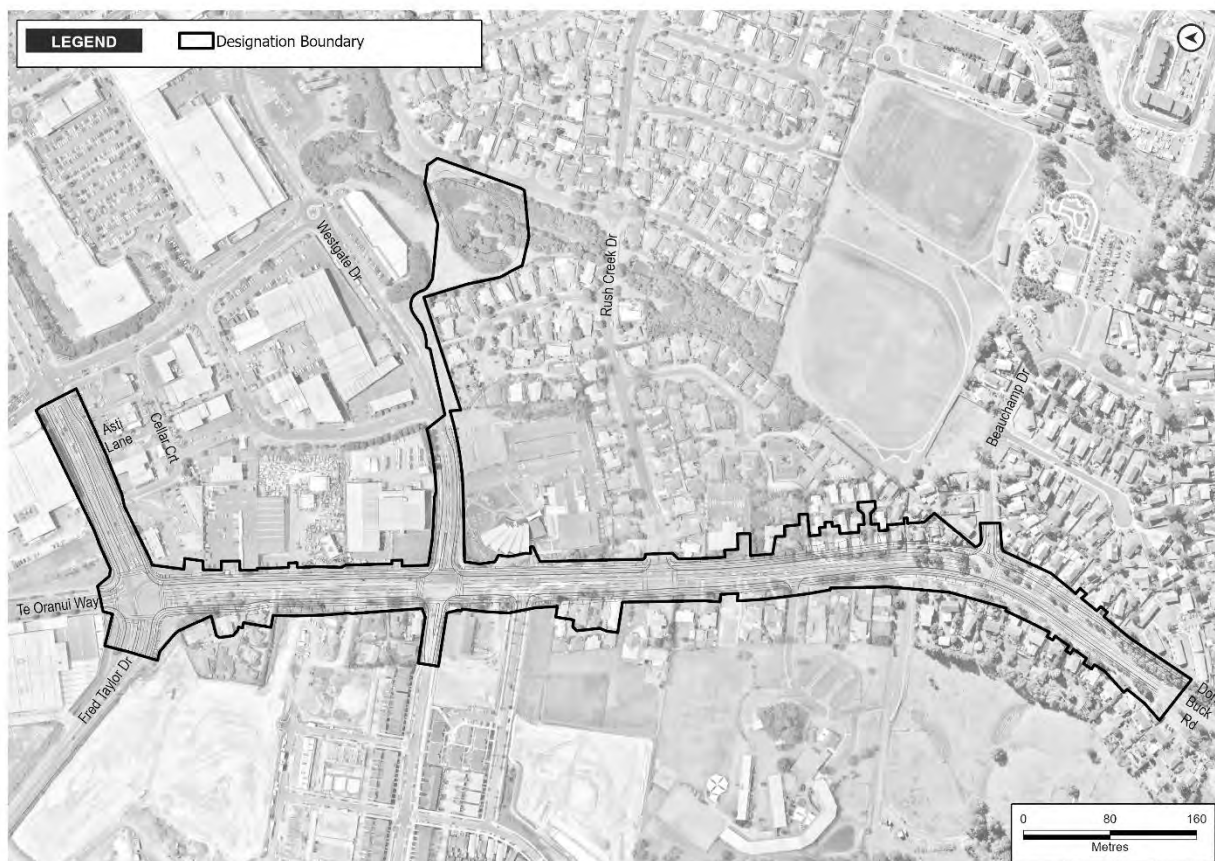 LEGEND
Designation Boundary
Westgate Dr
Rush Creek Dr
Beauchamp Dr
Asti
Lane
Cellar Crt
Te Oranui Way
Fred Taylor Dr
Don
Buck
Rd
0 80 160
Metres